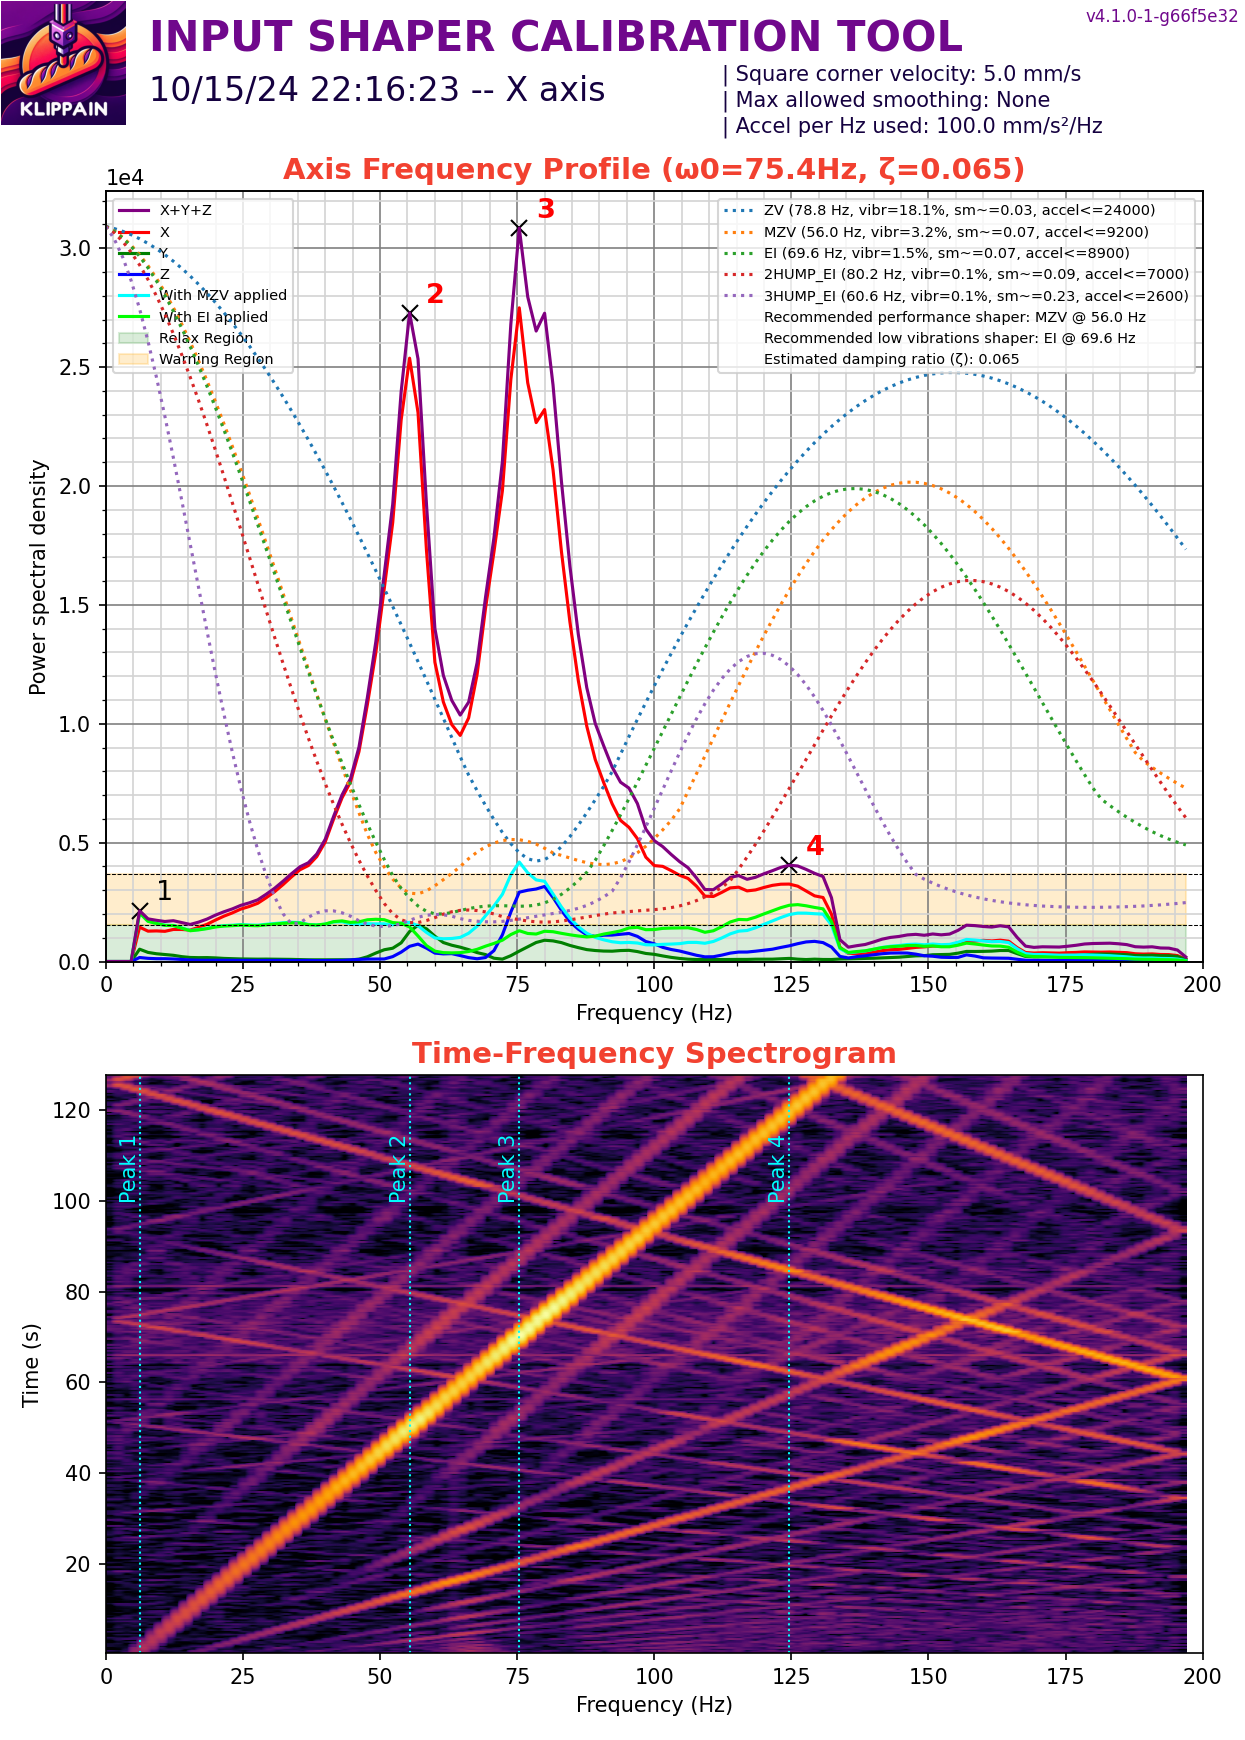 v4.1.0-1-g66f5e32
INPUT SHAPER CALIBRATION TOOL
10/15/24 22:16:23 -- X axis
| Square corner velocity: 5.0 mm/s
| Max allowed smoothing: None
| Accel per Hz used: 100.0 mm/s²/Hz
KLIPPAIN
Axis Frequency Profile (ω0=75.4Hz, ζ=0.065)
1e4
X+Y+Z
X
Y
Z
With MZV applied
With EI applied
Relax Region
Warning Region
ZV (78.8 Hz, vibr=18.1%, sm~=0.03, accel<=24000)
MZV (56.0 Hz, vibr=3.2%, sm~=0.07, accel<=9200)
EI (69.6 Hz, vibr=1.5%, sm~=0.07, accel<=8900)
2HUMP_EI (80.2 Hz, vibr=0.1%, sm~=0.09, accel<=7000)
3HUMP_EI (60.6 Hz, vibr=0.1%, sm~=0.23, accel<=2600)
Recommended performance shaper: MZV @ 56.0 Hz
Recommended low vibrations shaper: EI @ 69.6 Hz
Estimated damping ratio (ζ): 0.065
1
2
3
4
Power spectral density
3.0
2.5
2.0
1.5
1.0
0.5
0.0
0 25 50 75 100 125 150 175 200
Frequency (Hz)
Time-Frequency Spectrogram
Peak 1
Peak 2
Peak 3
Peak 4
Time (s)
120
100
80
60
40
20
0 25 50 75 100 125 150 175 200
Frequency (Hz)